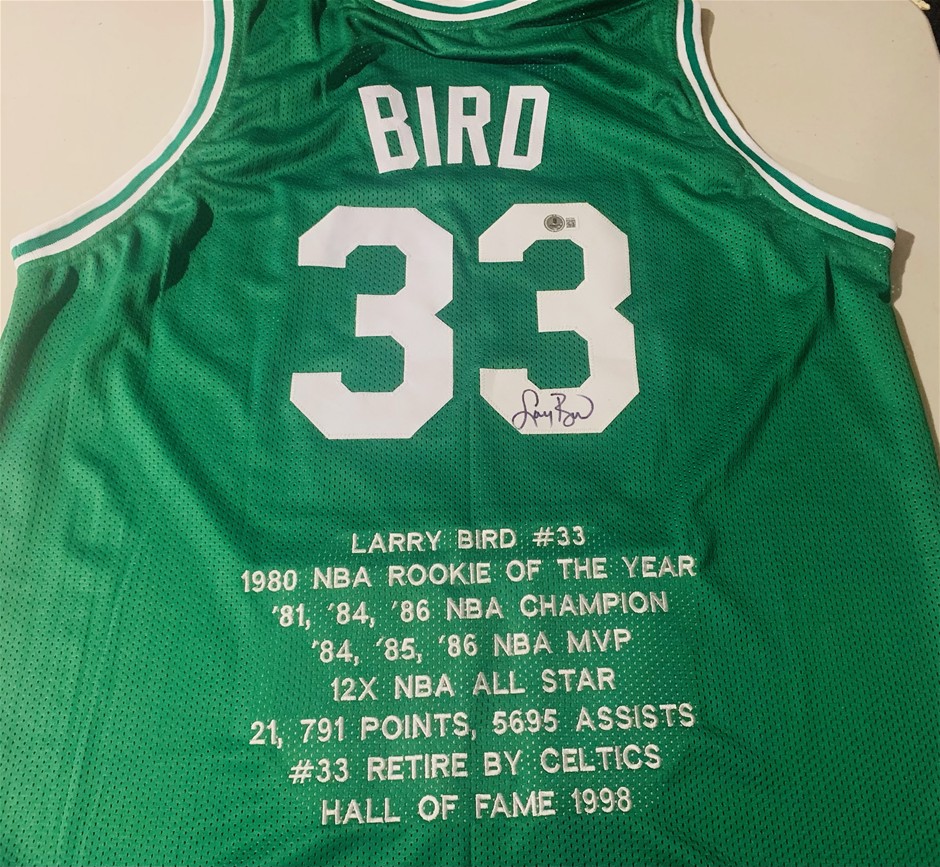 BIRD
33
Larry Bird
LARRY BIRD #33
1980 NBA ROOKIE OF THE YEAR
'81, '84, '86 NBA CHAMPION
'84, '85, '86 NBA MVP
12X NBA ALL STAR
21, 791 POINTS, 5695 ASSISTS
#33 RETIRE BY CELTICS
HALL OF FAME 1998